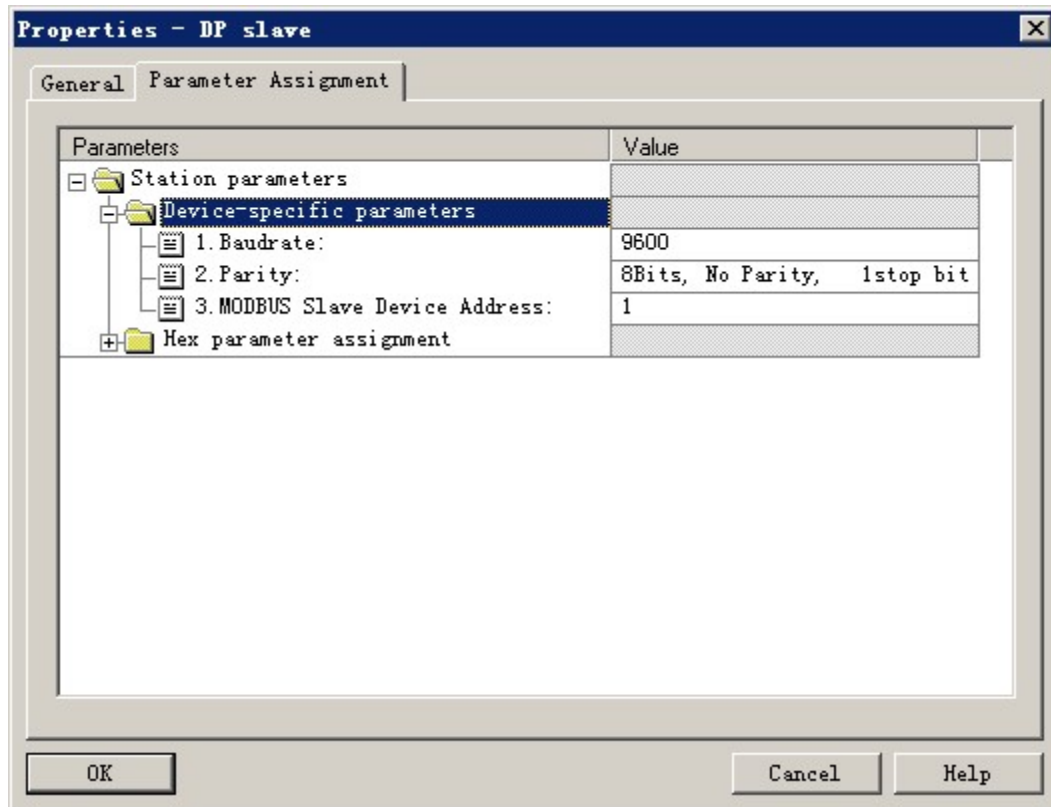 Properties - DP slave
General Parameter Assignment
Parameters Value
Station parameters
Device-specific parameters
1.Baudrate: 9600
2.Parity: 8Bits, No Parity, 1stop bit
3.MODBUS Slave Device Address: 1
Hex parameter assignment
OK Cancel Help